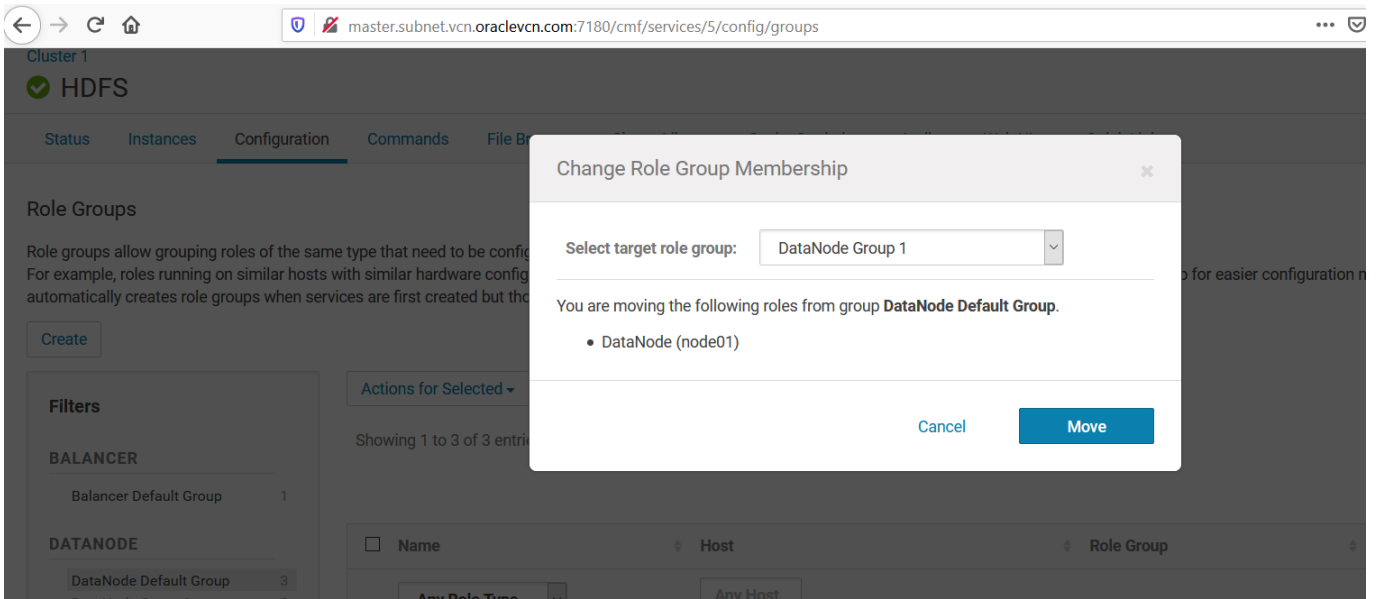 master.subnet.vcn.oraclevcn.com:7180/cmf/services/5/config/groups
Cluster 1
HDFS
Status Instances Configuration Commands File Br
Change Role Group Membership
Role Groups
Select target role group: DataNode Group 1
Role groups allow grouping roles of the same type that need to be config
For example, roles running on similar hosts with similar hardware config
p for easier configuration
automatically creates role groups when services are first created but
You are moving the following roles from group DataNode Default Group.
Create
• DataNode (node01)
Actions for Selected
Filters
Cancel Move
Showing 1 to 3 of 3 entri
BALANCER
Balancer Default Group 1
DATANODE
Name Host Role Group
DataNode Default Group 3
Any Role Type Any Host